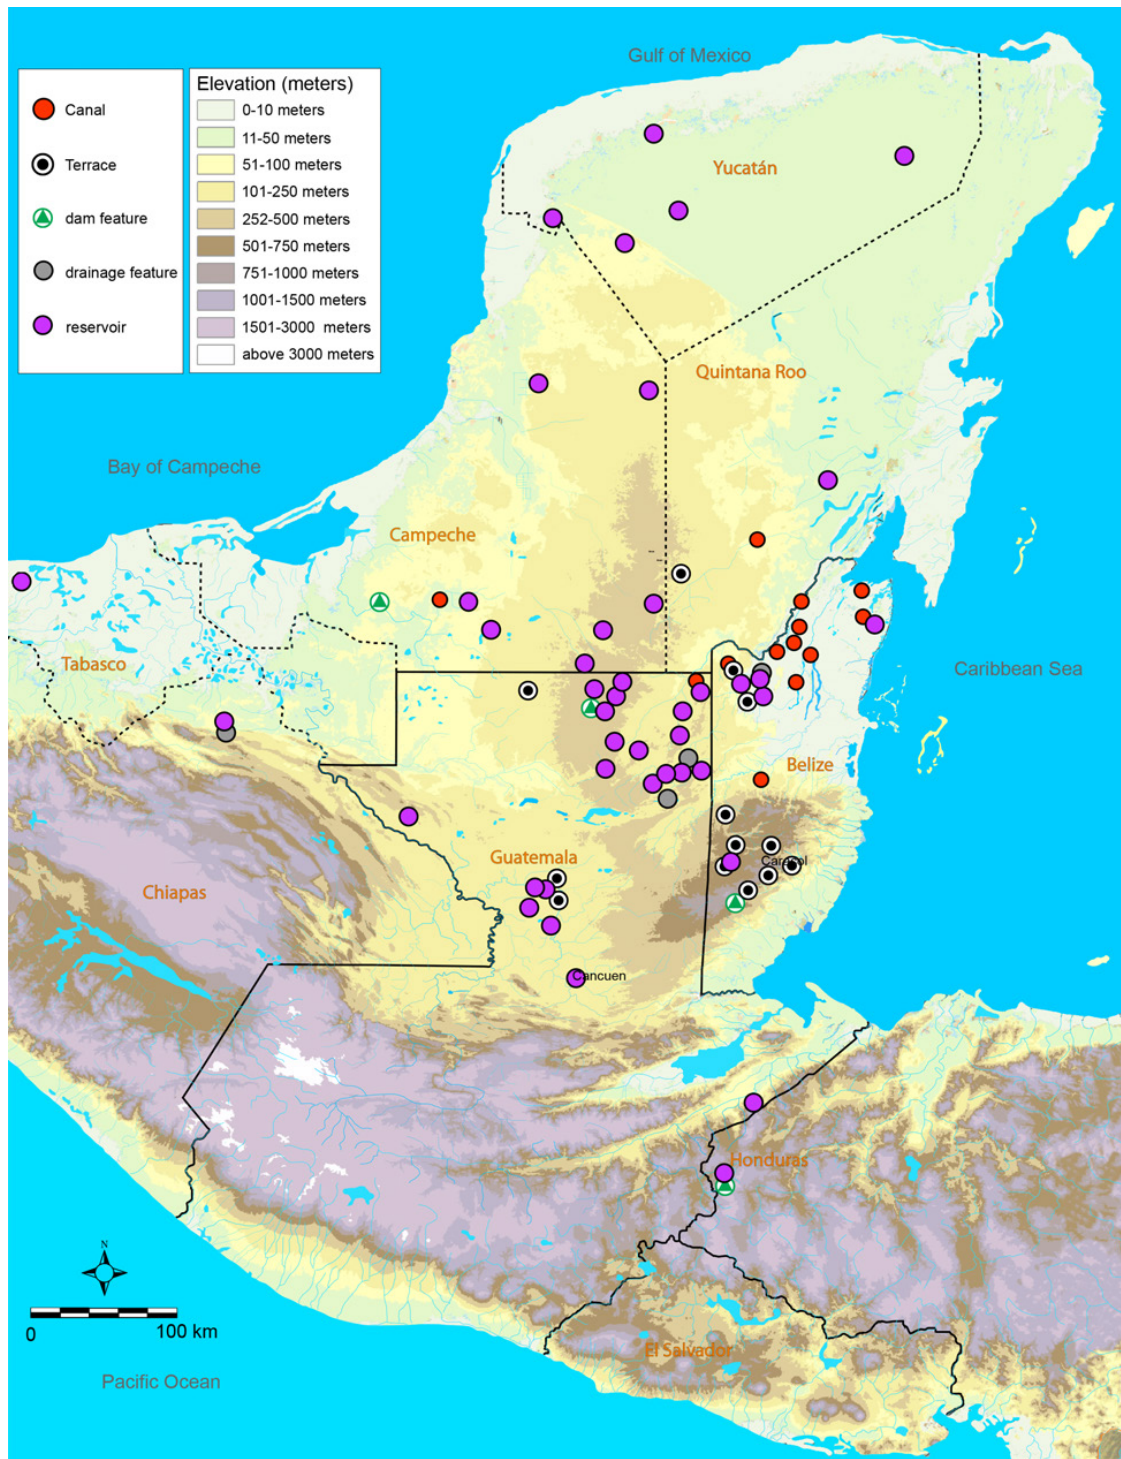 Gulf of Mexico
Canal
Terrace
dam feature
drainage feature
reservoir
Elevation (meters)
0-10 meters
11-50 meters
51-100 meters
101-250 meters
252-500 meters
501-750 meters
751-1000 meters
1001-1500 meters
1501-3000 meters
above 3000 meters
Yucatán
Quintana Roo
Bay of Campeche
Campeche
Tabasco
Caribbean Sea
Belize
Guatemala
Caracol
Chiapas
Cancuen
Honduras
N
0
100 km
El Salvador
Pacific Ocean